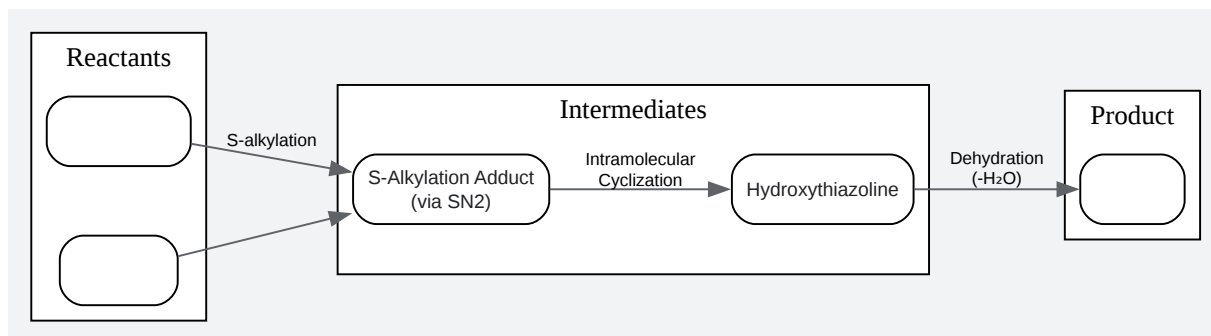 Reactants
S-alkylation
Intermediates
S-Alkylation Adduct
(via SN2)
Intramolecular
Cyclization
Hydroxythiazoline
Dehydration
(-H₂O)
Product